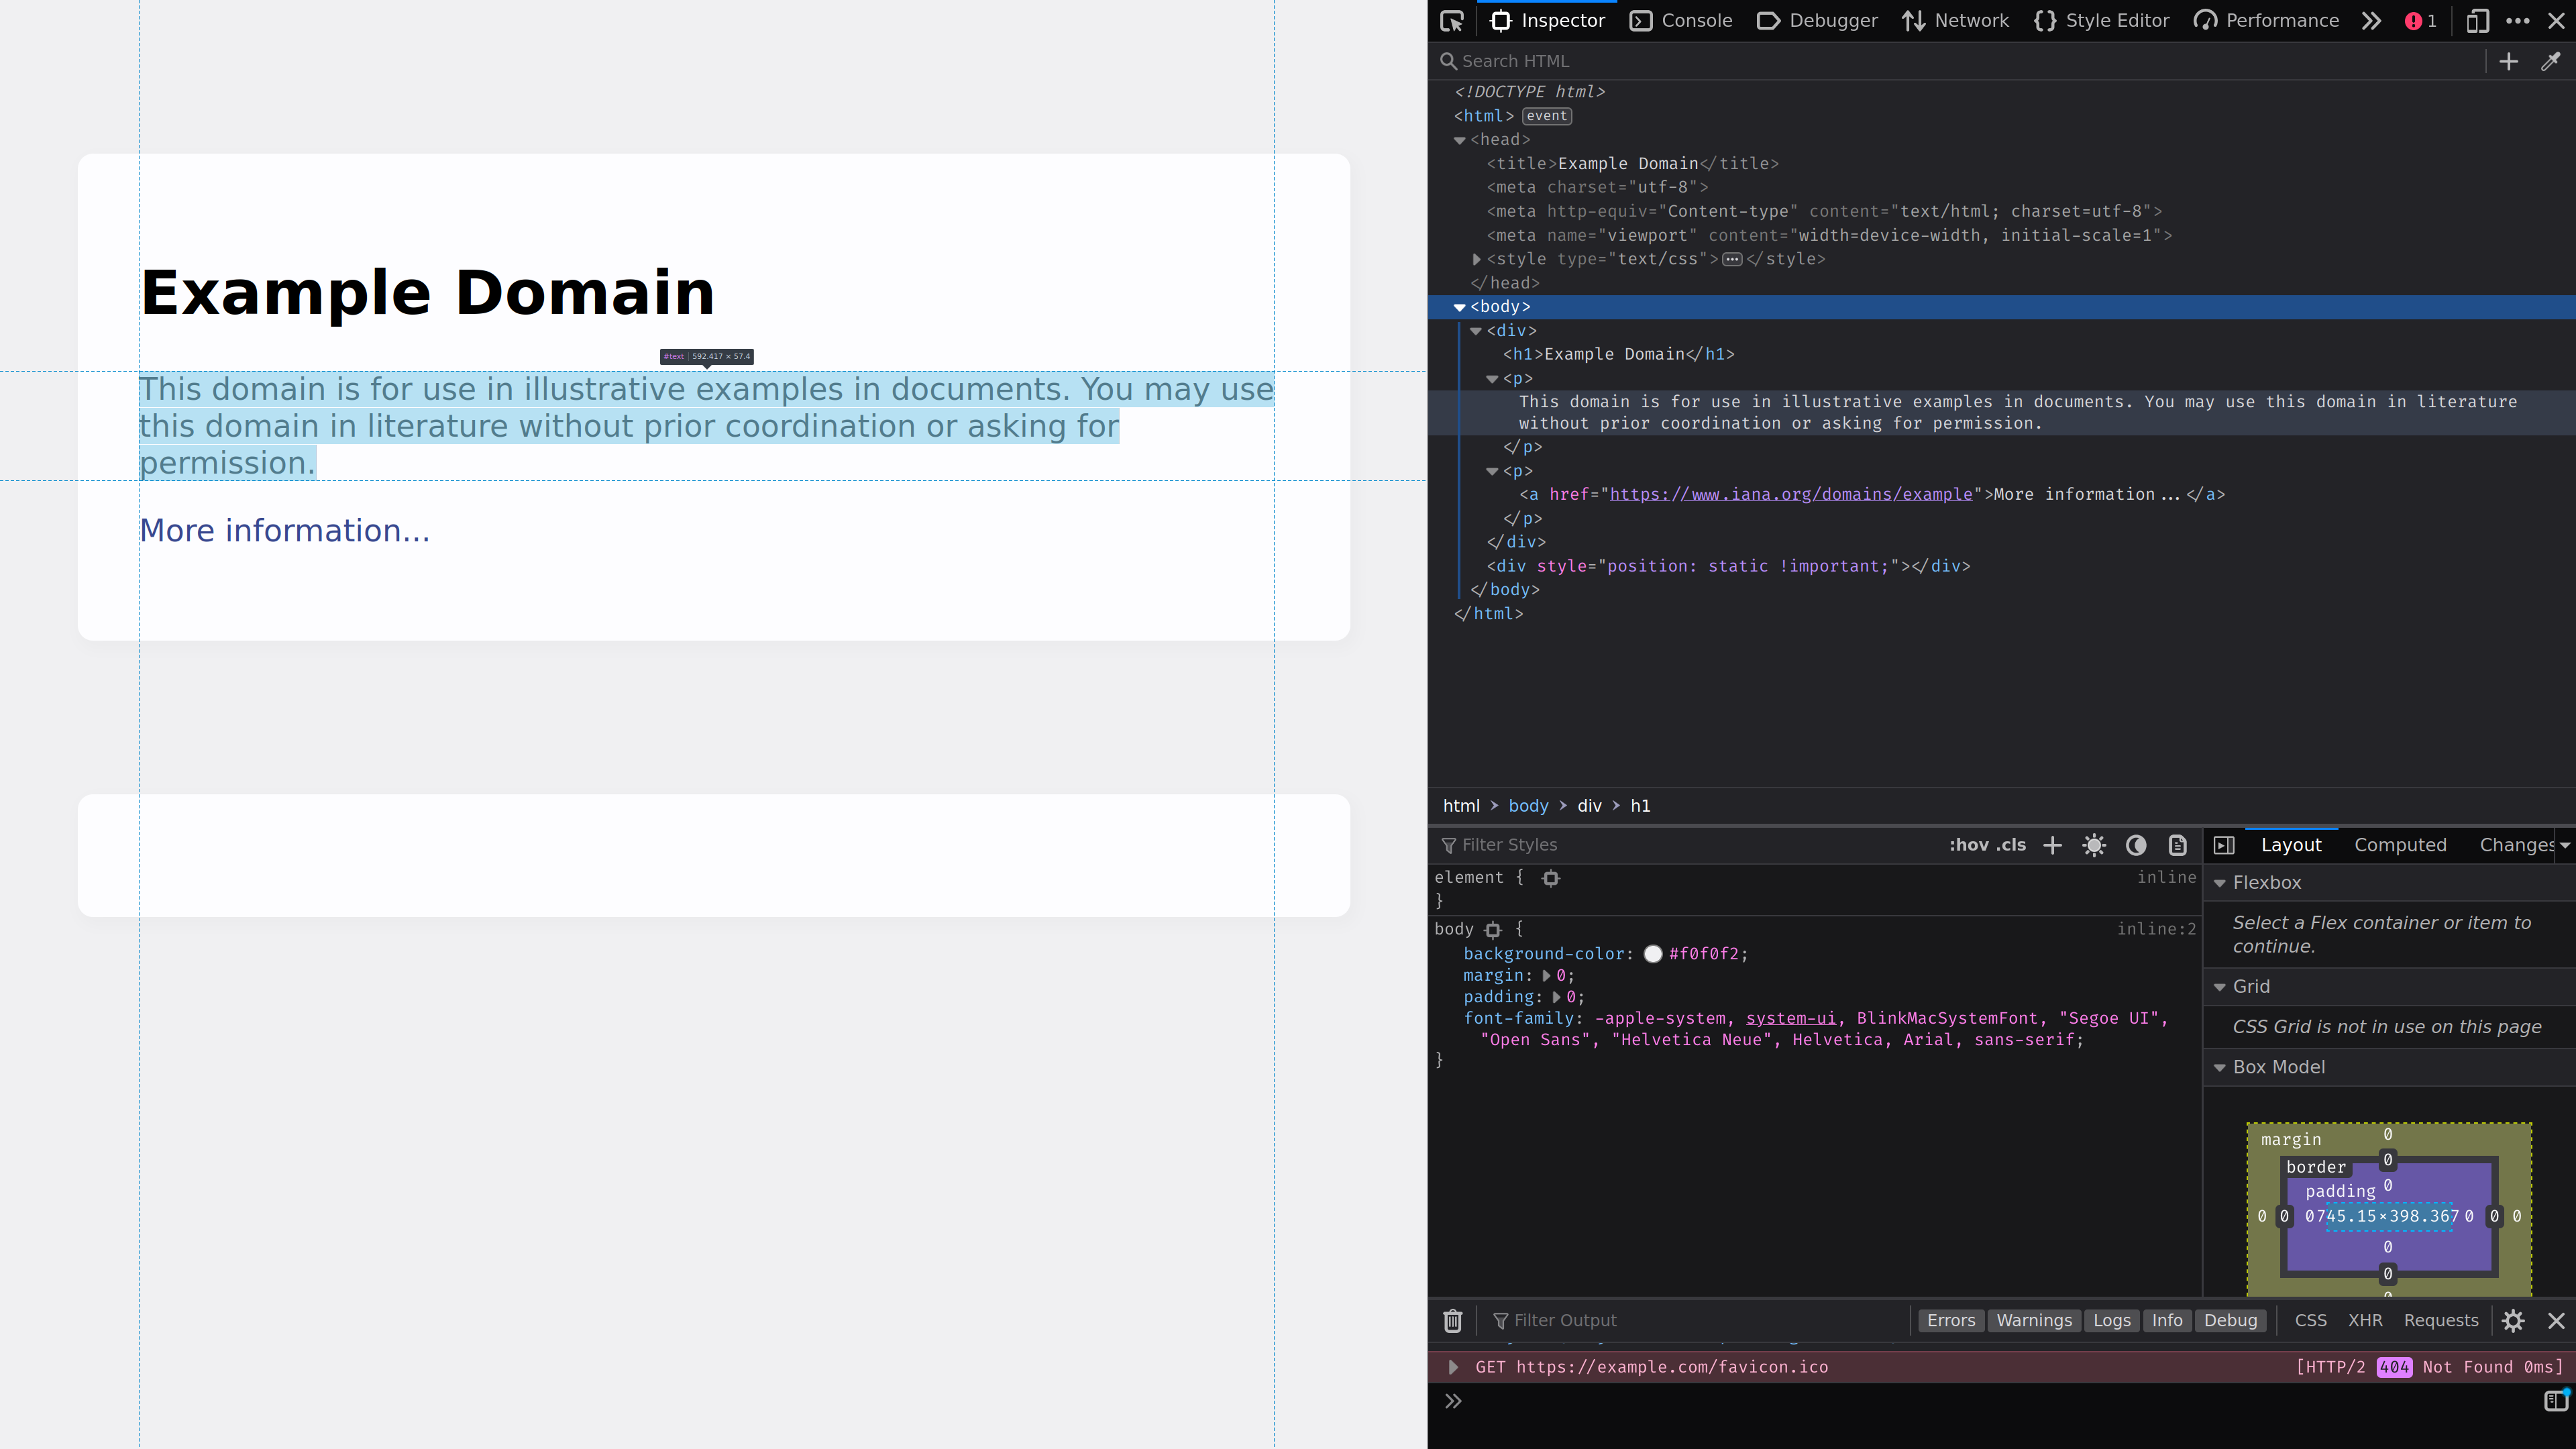 Example Domain
#text 592.417 × 57.4
This domain is for use in illustrative examples in documents. You may use
this domain in literature without prior coordination or asking for
permission.
More information...
Inspector Console Debugger Network Style Editor Performance 1
Search HTML
<!DOCTYPE html>
<html> event
<head>
<title>Example Domain</title>
<meta charset="utf-8">
<meta http-equiv="Content-type" content="text/html; charset=utf-8">
<meta name="viewport" content="width=device-width, initial-scale=1">
<style type="text/css">⋯</style>
</head>
<body>
<div>
<h1>Example Domain</h1>
<p>
This domain is for use in illustrative examples in documents. You may use this domain in literature
without prior coordination or asking for permission.
</p>
<p>
<a href="https://www.iana.org/domains/example">More information...</a>
</p>
</div>
<div style="position: static !important;"></div>
</body>
</html>
html > body > div > h1
Filter Styles :hov .cls
element { inline
}
body { inline:2
background-color: #f0f0f2;
margin: 0;
padding: 0;
font-family: -apple-system, system-ui, BlinkMacSystemFont, "Segoe UI",
"Open Sans", "Helvetica Neue", Helvetica, Arial, sans-serif;
}
Layout Computed Changes
Flexbox
Select a Flex container or item to
continue.
Grid
CSS Grid is not in use on this page
Box Model
margin 0
border 0
padding 0
0 0 0 745.15×398.367 0 0 0
0
0
Filter Output Errors Warnings Logs Info Debug CSS XHR Requests
GET https://example.com/favicon.ico [HTTP/2 404 Not Found 0ms]